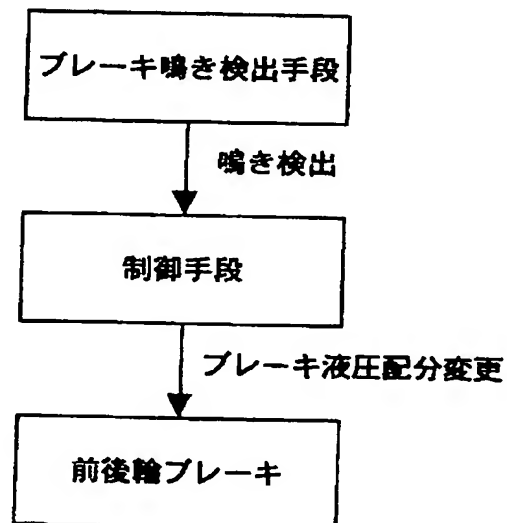 ブレーキ鳴き検出手段
鳴き検出
制御手段
ブレーキ液圧配分変更
前後輪ブレーキ